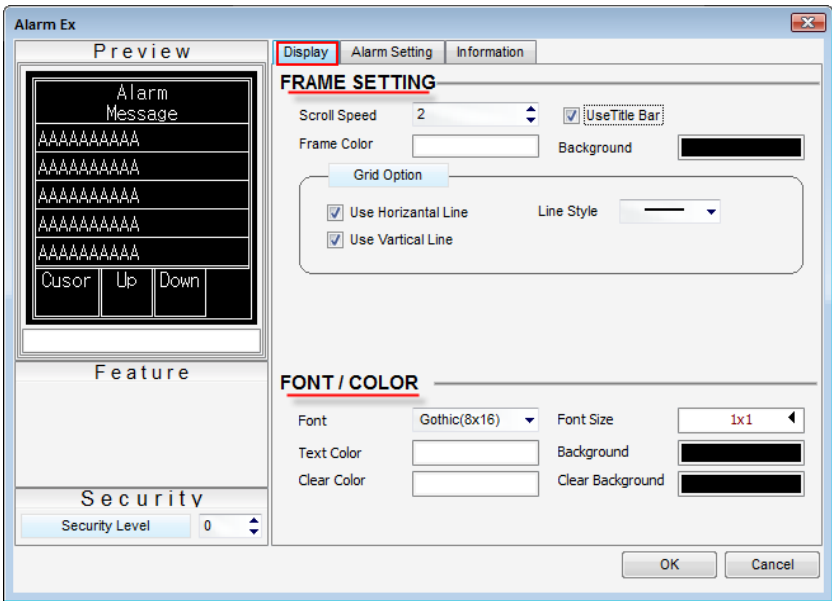 Alarm Ex
Preview
Alarm
Message
AAAAAAAAAA
AAAAAAAAAA
AAAAAAAAAA
AAAAAAAAAA
AAAAAAAAAA
Cusor Up Down
Feature
Security
Security Level 0
Display Alarm Setting Information
FRAME SETTING
Scroll Speed 2 UseTitle Bar
Frame Color Background
Grid Option
Use Horizantal Line Line Style
Use Vartical Line
FONT / COLOR
Font Gothic(8x16) Font Size 1x1
Text Color Background
Clear Color Clear Background
OK Cancel